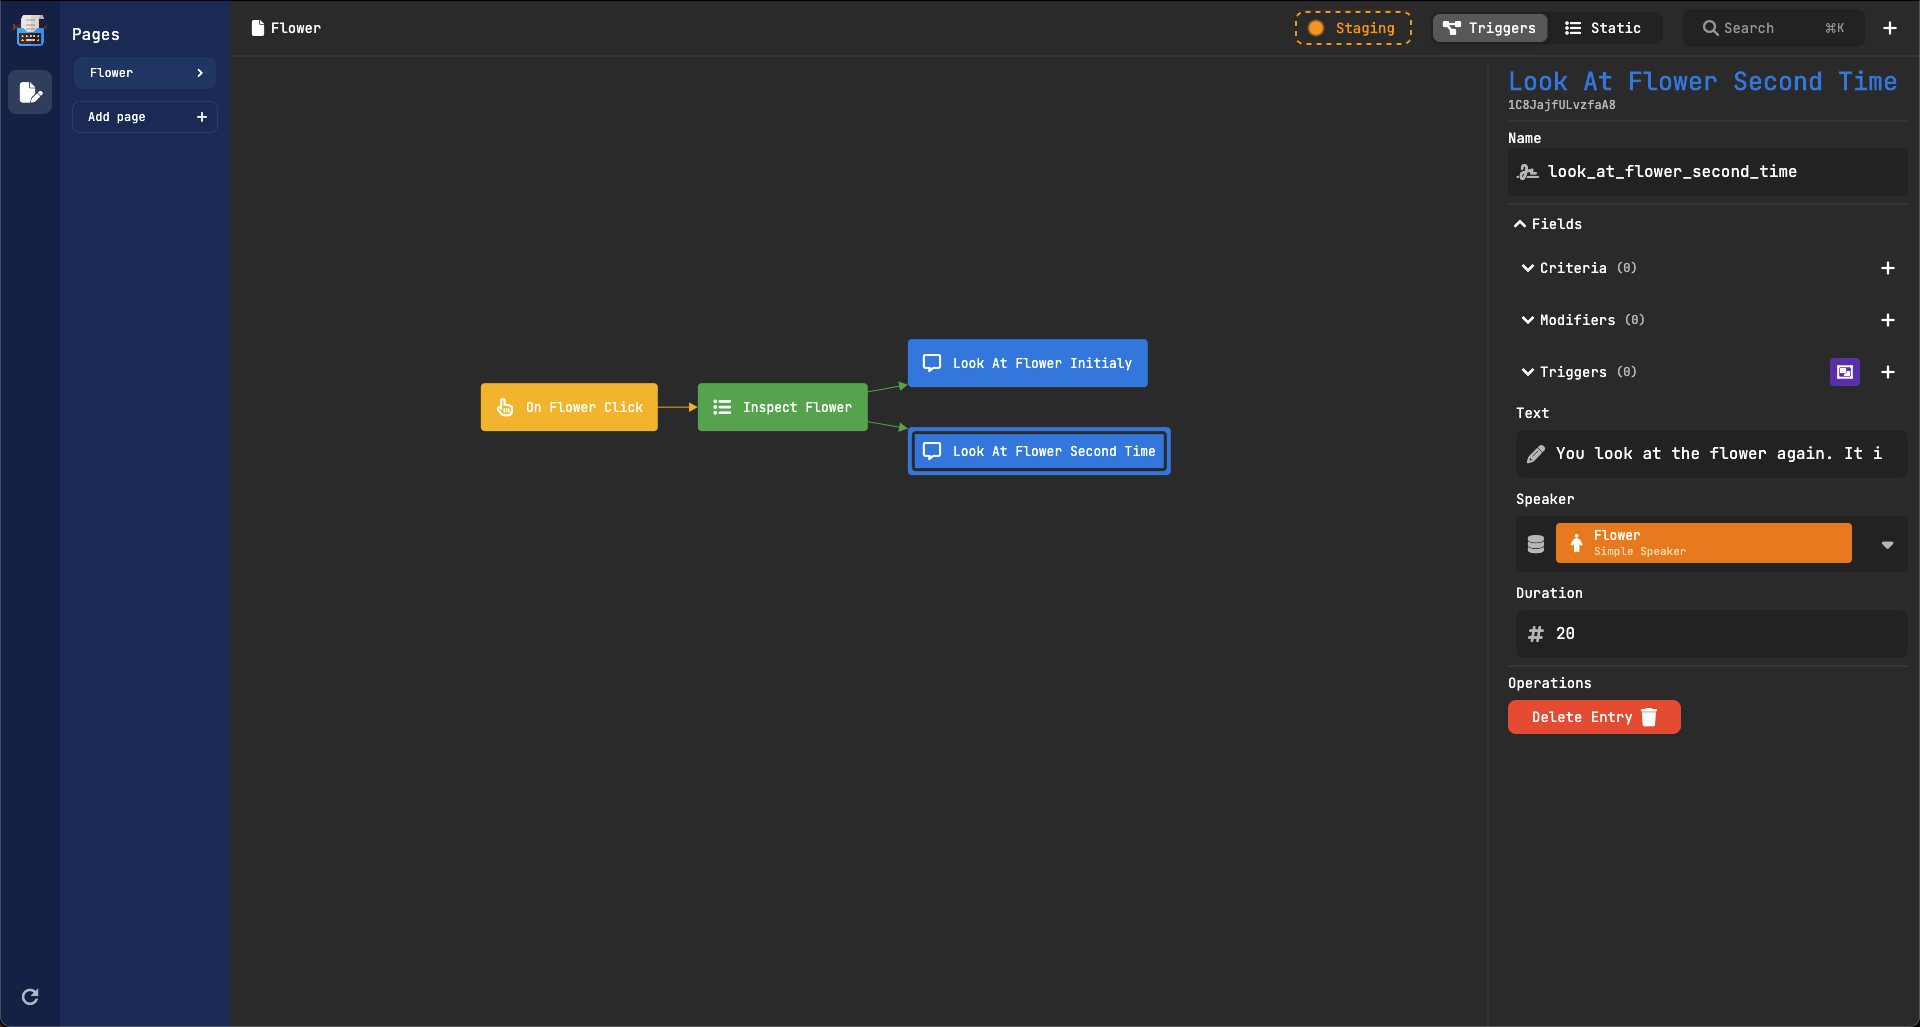 Pages
Flower
Add page
Flower
Staging
Triggers
Static
Search ⌘K
On Flower Click
Inspect Flower
Look At Flower Initialy
Look At Flower Second Time
Look At Flower Second Time
1C8JajfULvzfaA8
Name
look_at_flower_second_time
Fields
Criteria (0)
Modifiers (0)
Triggers (0)
Text
You look at the flower again. It i
Speaker
Flower
Simple Speaker
Duration
20
Operations
Delete Entry